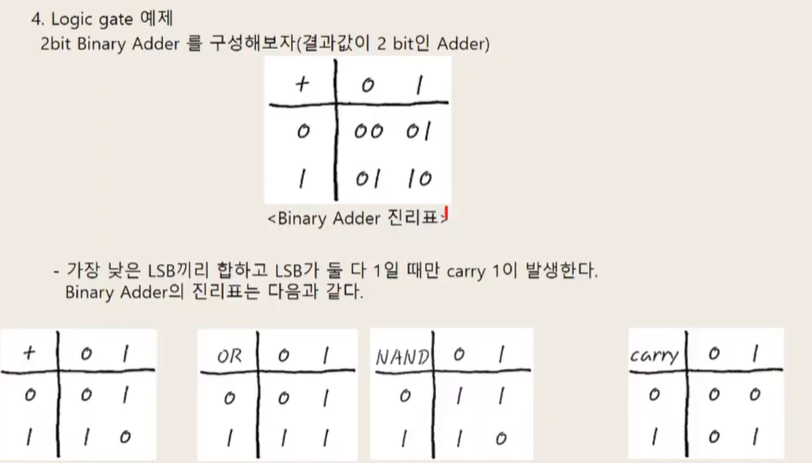 4. Logic gate 예제
2bit Binary Adder 를 구성해보자(결과값이 2 bit인 Adder)
+ 0 1
0 00 01
1 01 10
<Binary Adder 진리표>
- 가장 낮은 LSB끼리 합하고 LSB가 둘 다 1일 때만 carry 1이 발생한다.
Binary Adder의 진리표는 다음과 같다.
+ 0 1
0 0 1
1 1 0
OR 0 1
0 0 1
1 1 1
NAND 0 1
0 1 1
1 1 0
carry 0 1
0 0 0
1 0 1